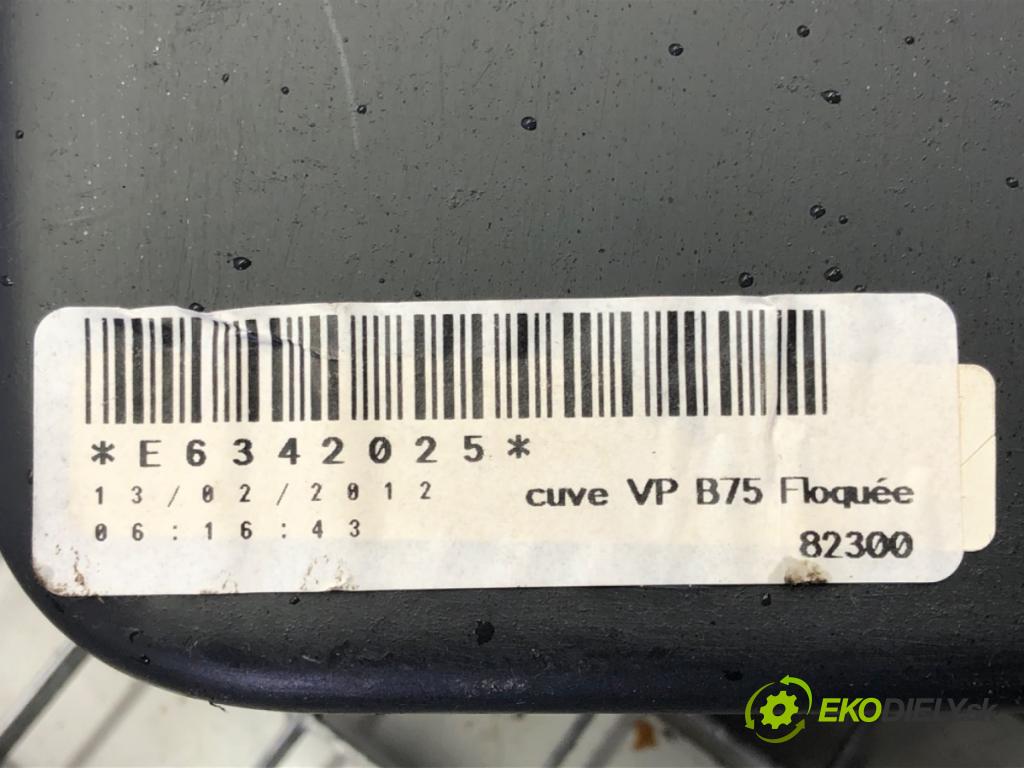 *E6342025*
13/02/2012
06:16:43
cuve VP B75 Floquée
82300
EKODIELY.sk